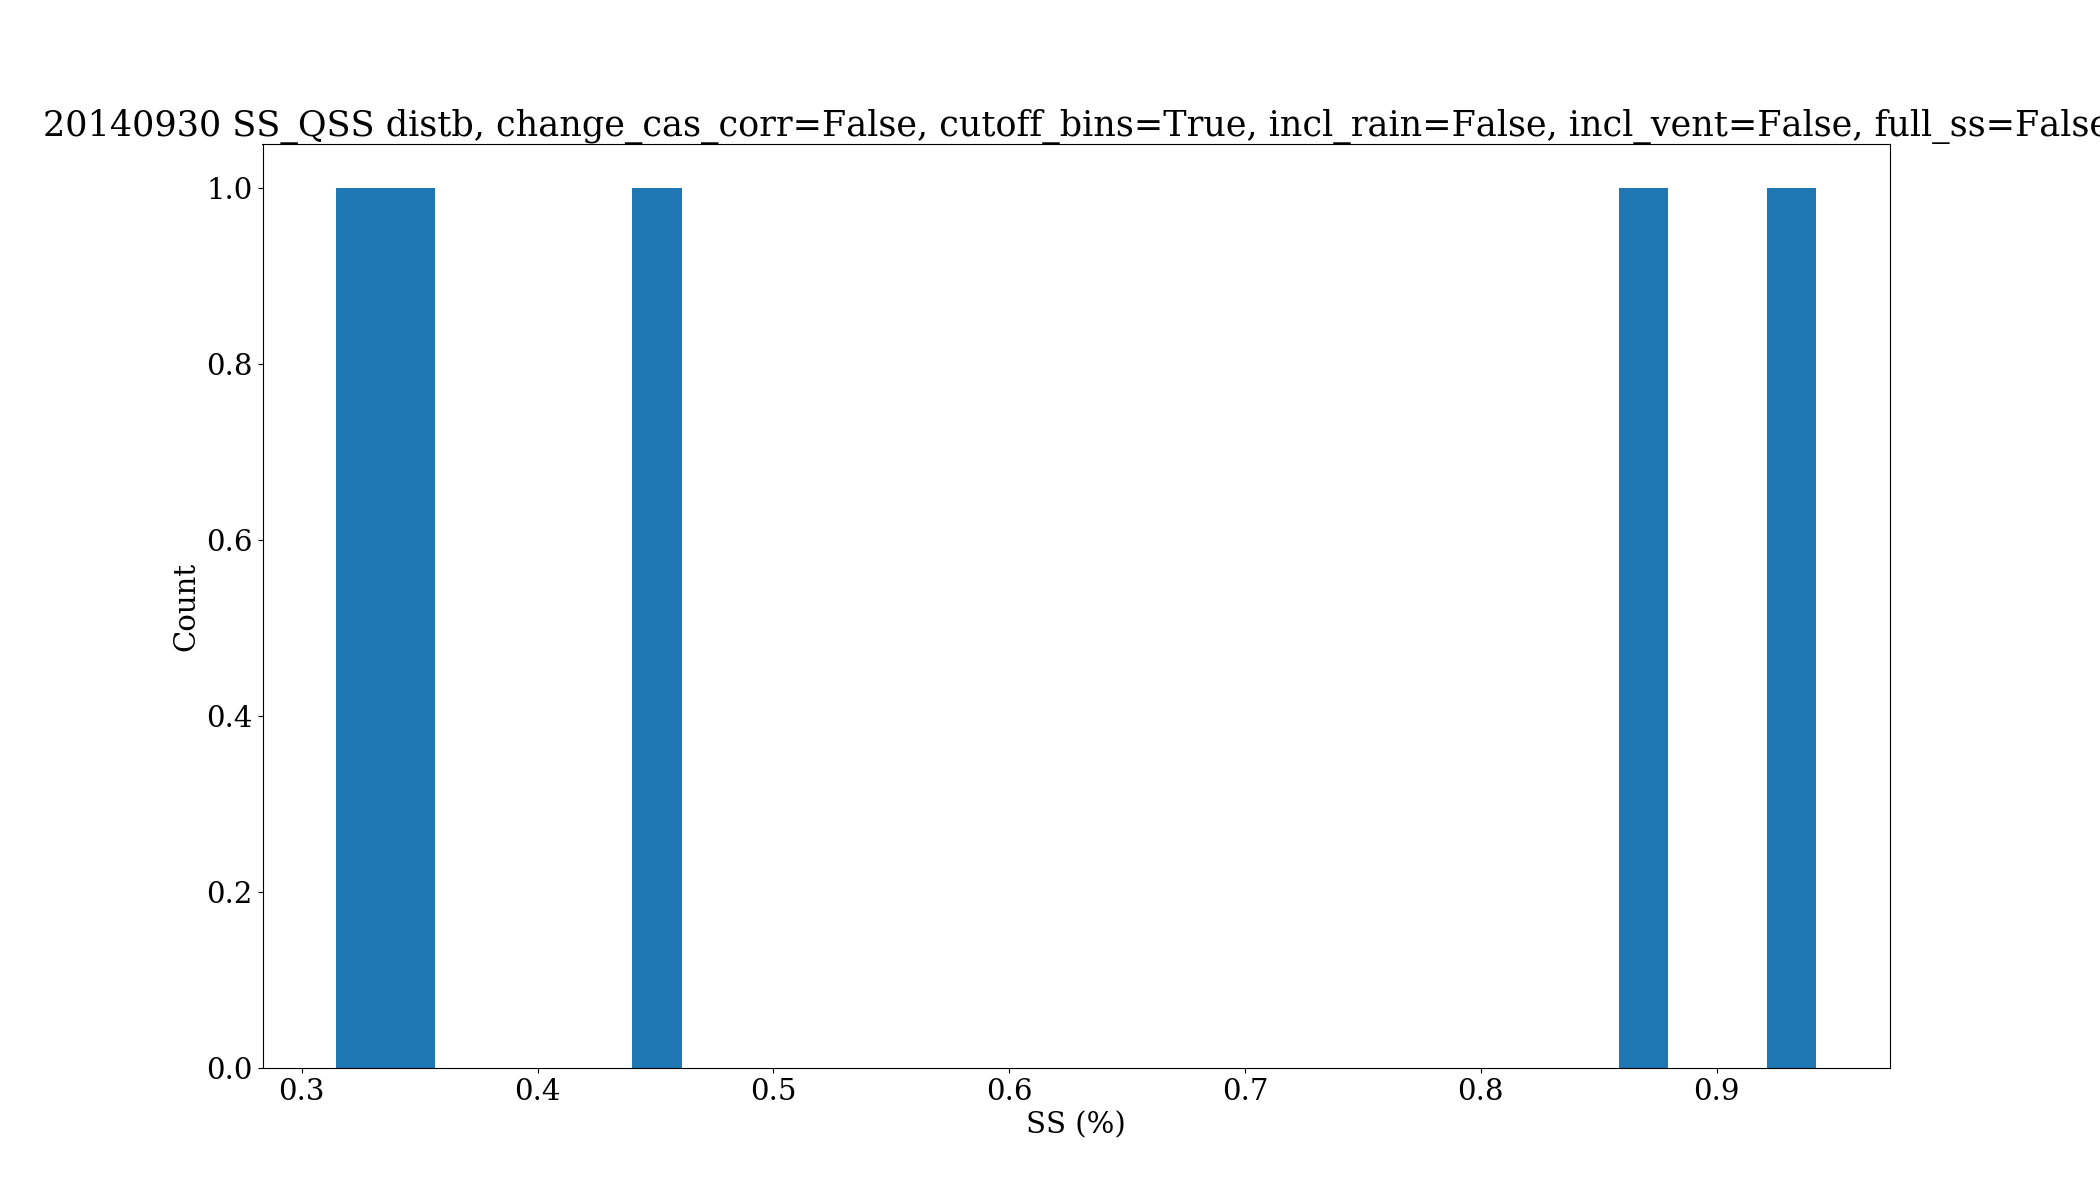 20140930 SS_QSS distb, change_cas_corr=False, cutoff_bins=True, incl_rain=False, incl_vent=False, full_ss=False
1.0
0.8
0.6
0.4
0.2
0.0
Count
0.3 0.4 0.5 0.6 0.7 0.8 0.9
SS (%)